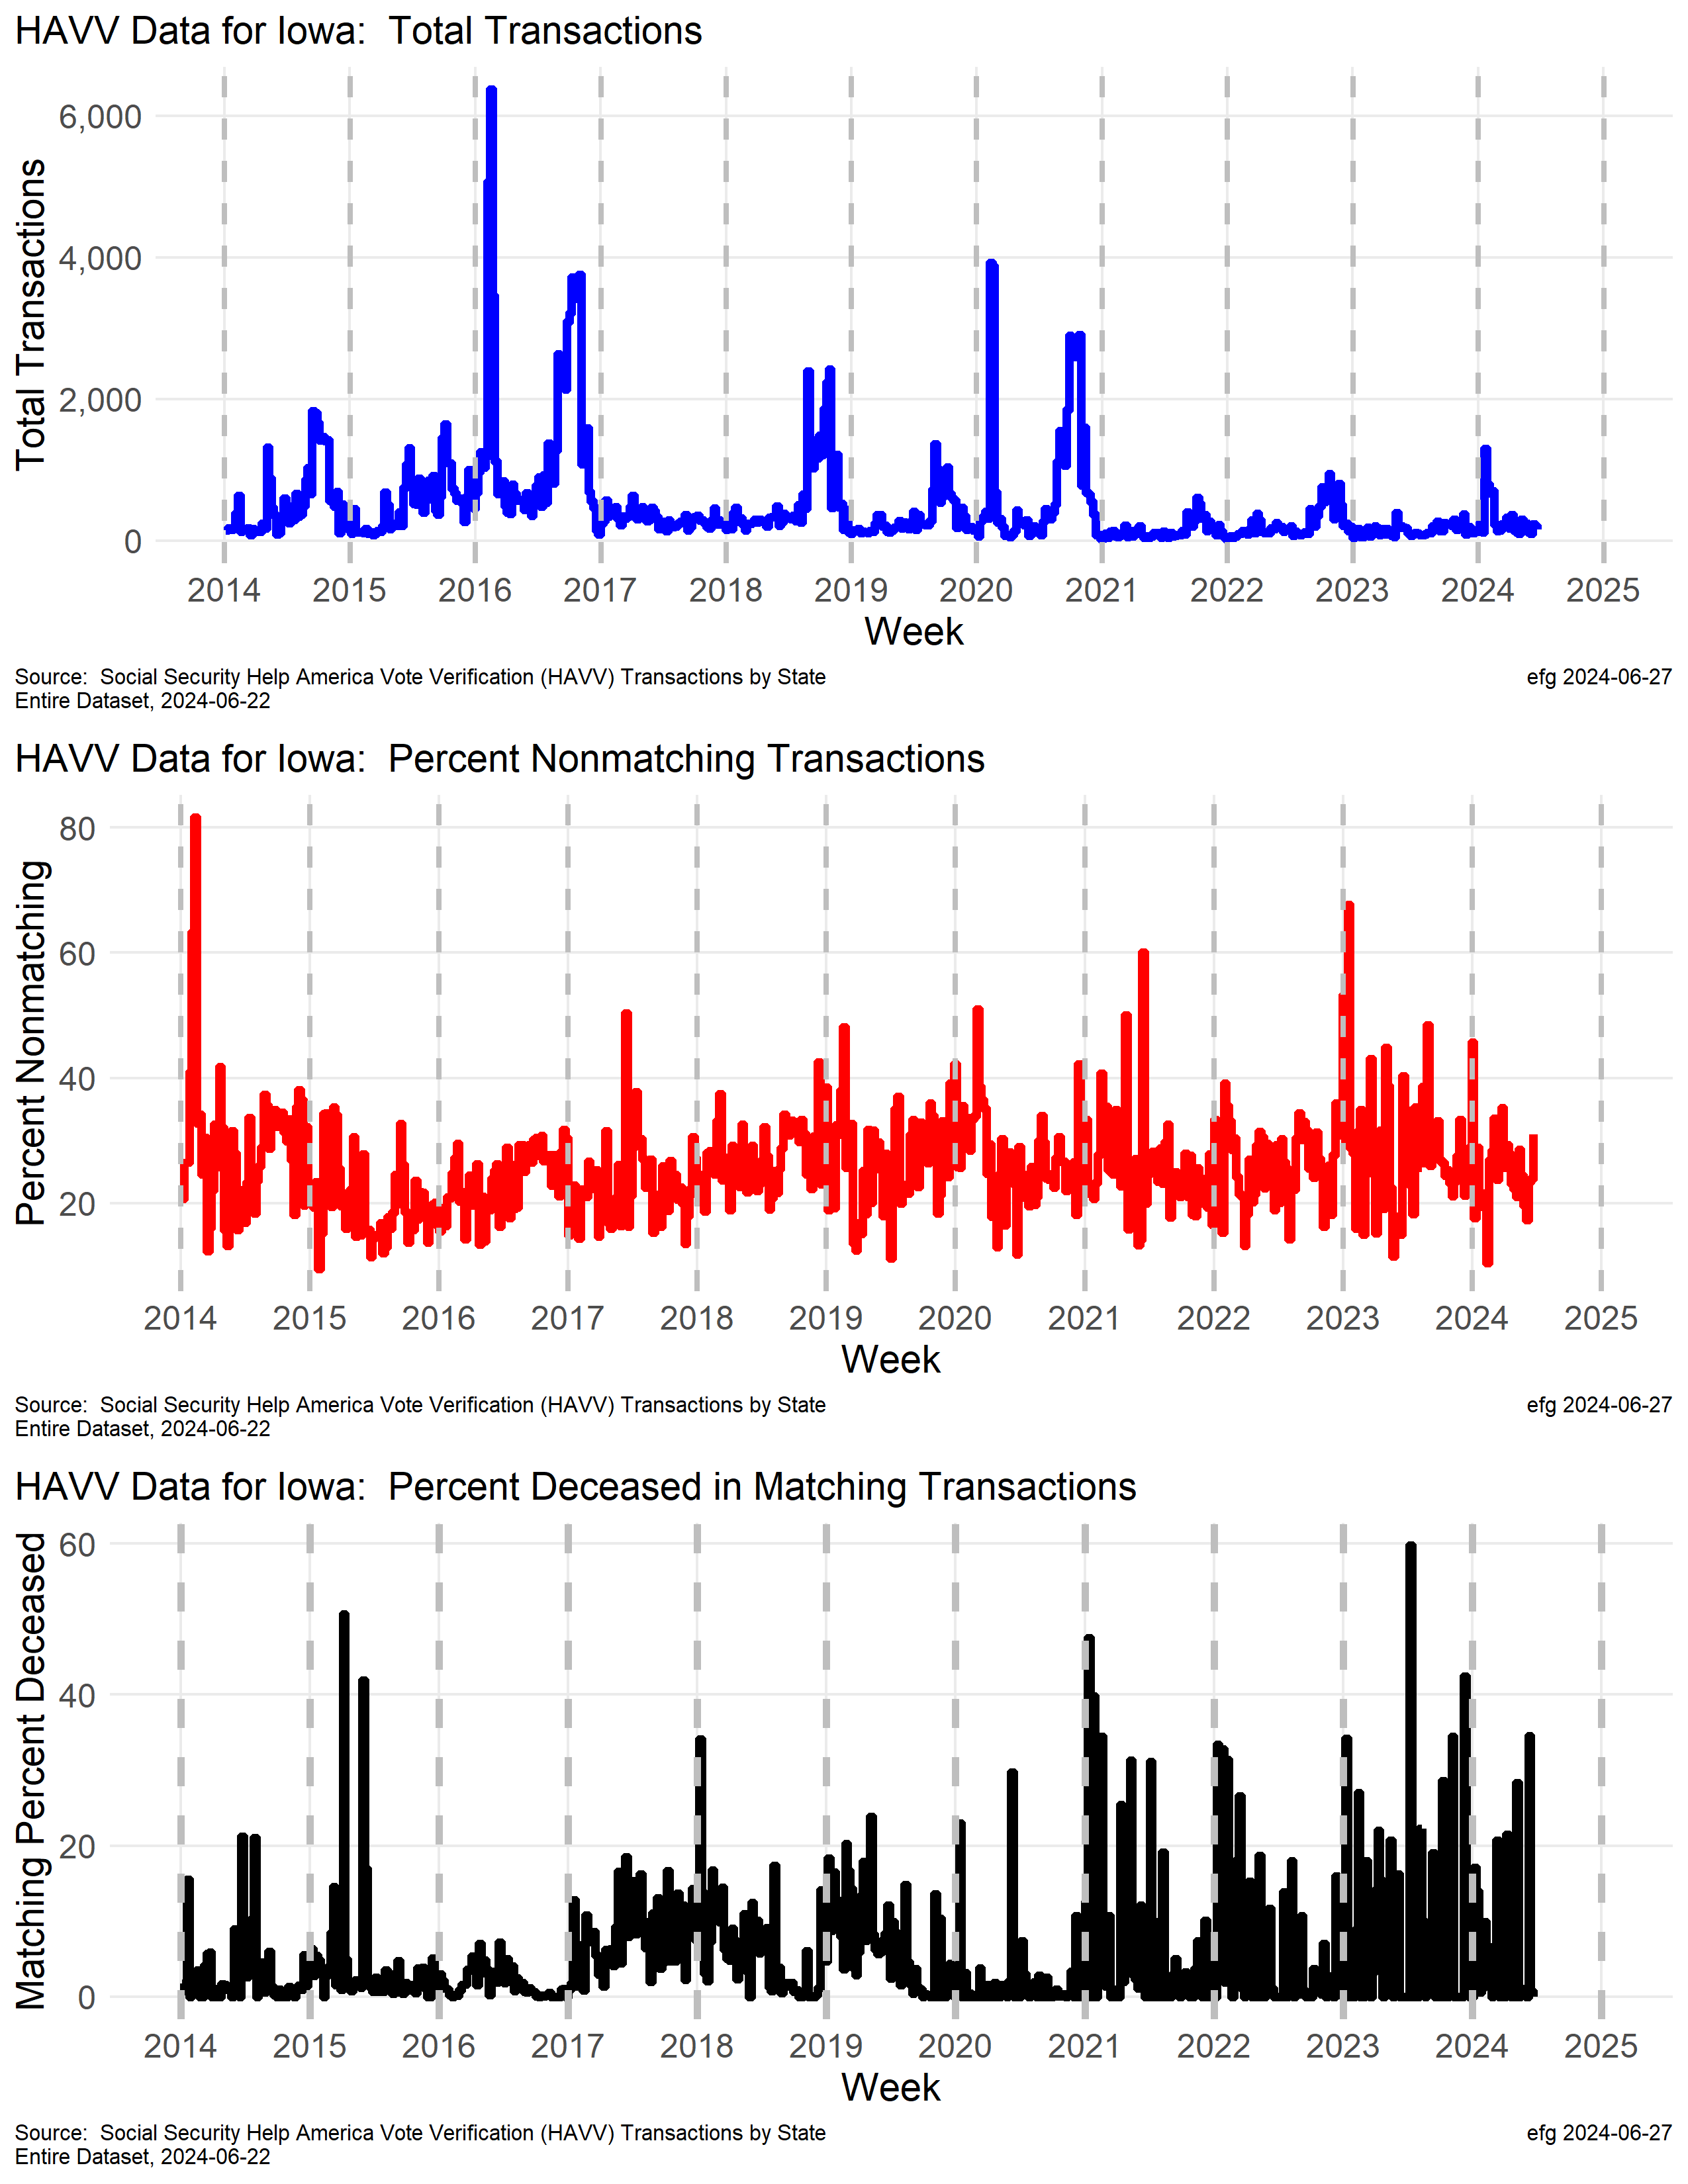 HAVV Data for Iowa:  Total Transactions
Total Transactions
6,000
4,000
2,000
0
2014 2015 2016 2017 2018 2019 2020 2021 2022 2023 2024 2025
Week
Source:  Social Security Help America Vote Verification (HAVV) Transactions by State
Entire Dataset, 2024-06-22
efg 2024-06-27
HAVV Data for Iowa:  Percent Nonmatching Transactions
Percent Nonmatching
80
60
40
20
2014 2015 2016 2017 2018 2019 2020 2021 2022 2023 2024 2025
Week
Source:  Social Security Help America Vote Verification (HAVV) Transactions by State
Entire Dataset, 2024-06-22
efg 2024-06-27
HAVV Data for Iowa:  Percent Deceased in Matching Transactions
Matching Percent Deceased
60
40
20
0
2014 2015 2016 2017 2018 2019 2020 2021 2022 2023 2024 2025
Week
Source:  Social Security Help America Vote Verification (HAVV) Transactions by State
Entire Dataset, 2024-06-22
efg 2024-06-27